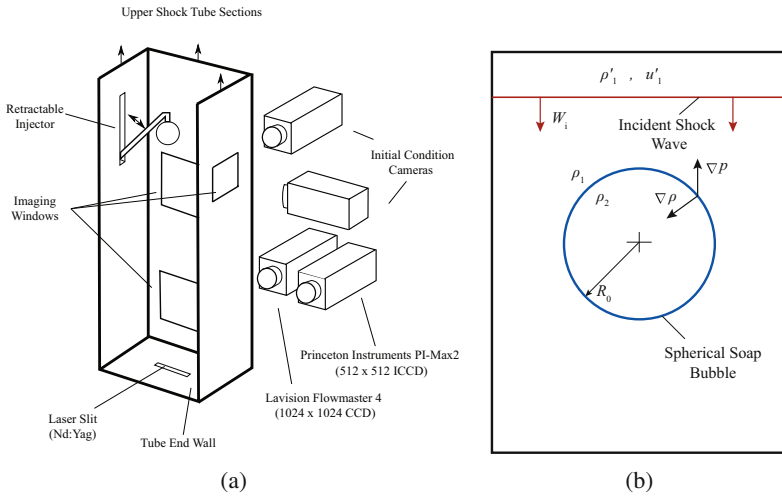 Upper Shock Tube Sections
Retractable
Injector
Imaging
Windows
Initial Condition
Cameras
Princeton Instruments PI-Max2
(512 x 512 ICCD)
Lavision Flowmaster 4
(1024 x 1024 CCD)
Laser Slit
(Nd:Yag)
Tube End Wall
(a)
ρ'₁ , u'₁
Wᵢ
Incident Shock
Wave
∇p
ρ₁
ρ₂
∇ρ
R₀
Spherical Soap
Bubble
(b)